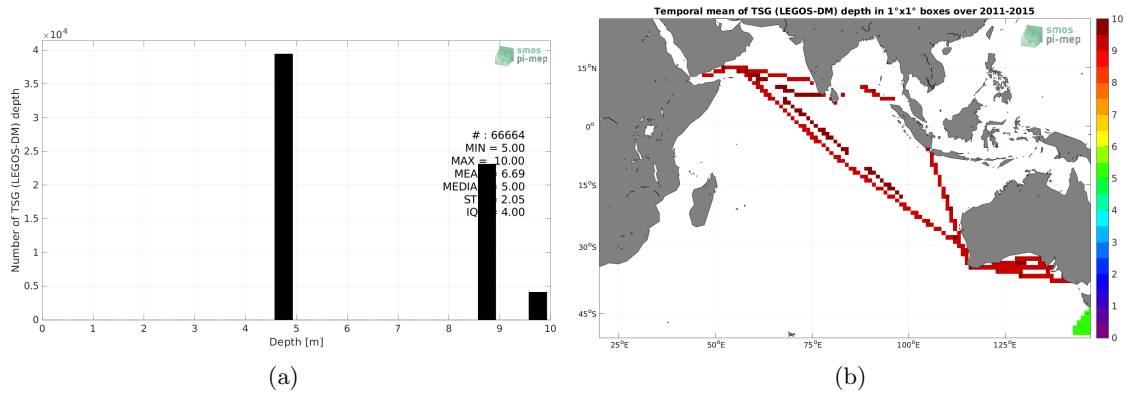 ×10⁴
4
3.5
3
2.5
2
1.5
1
0.5
0
Number of TSG (LEGOS-DM) depth
smos
pi-mep
# : 66664
MIN = 5.00
MAX = 10.00
MEA 6.69
MEDIA 5.00
ST 2.05
IQ 4.00
0 1 2 3 4 5 6 7 8 9 10
Depth [m]
(a)
Temporal mean of TSG (LEGOS-DM) depth in 1°x1° boxes over 2011-2015
smos
pi-mep
15°N
0°
15°S
30°S
45°S
25°E 50°E 75°E 100°E 125°E
10
9
8
7
6
5
4
3
2
1
0
(b)